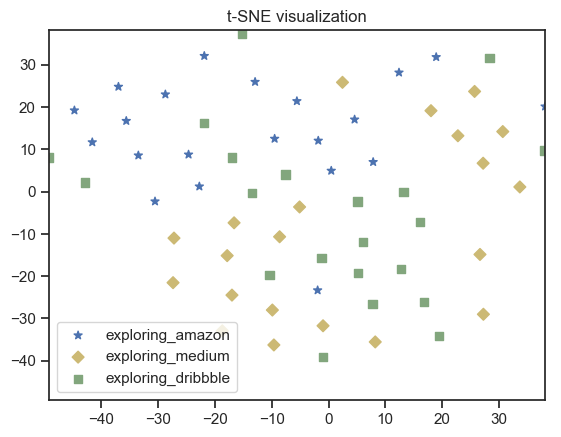 t-SNE visualization
30
20
10
0
−10
−20
−30
−40
exploring_amazon
exploring_medium
exploring_dribbble
−40 −30 −20 −10 0 10 20 30